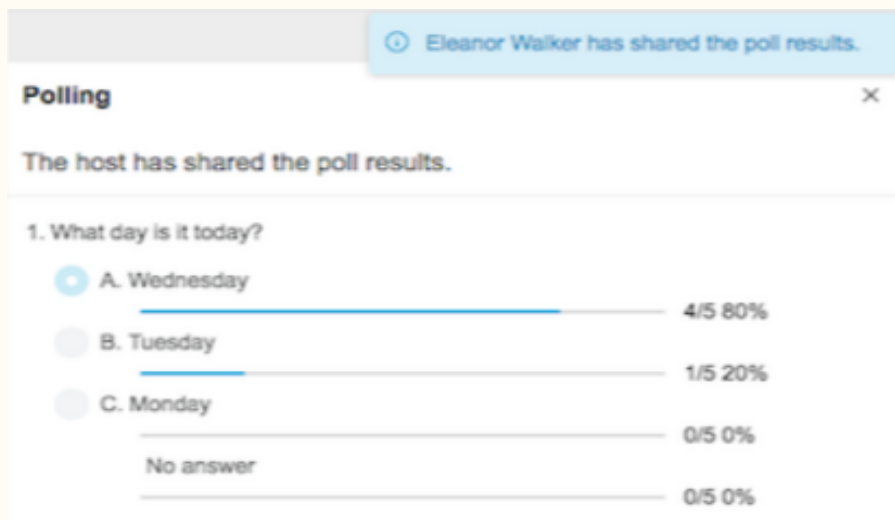 Eleanor Walker has shared the poll results.
Polling
The host has shared the poll results.
1. What day is it today?
A. Wednesday
4/5 80%
B. Tuesday
1/5 20%
C. Monday
0/5 0%
No answer
0/5 0%